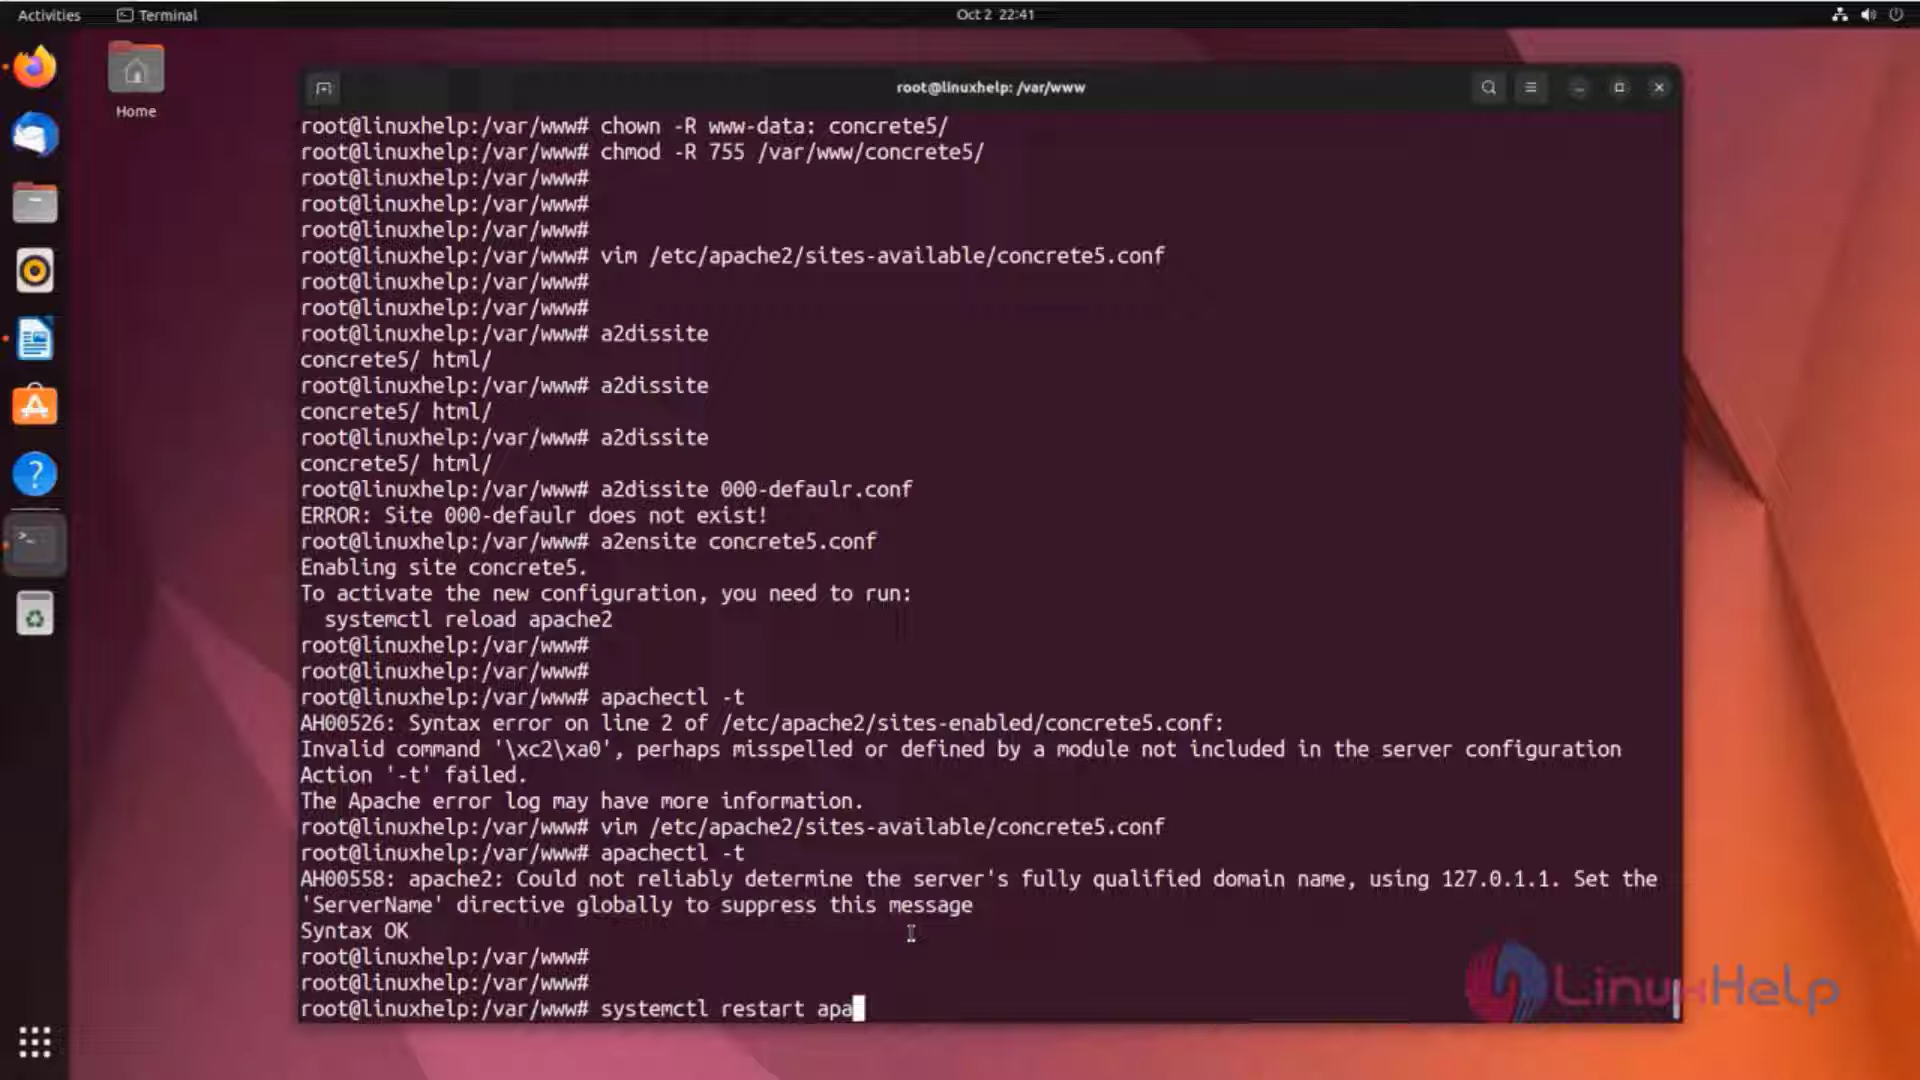 Activities Terminal Oct 2 22:41
Home
root@linuxhelp: /var/www
root@linuxhelp:/var/www# chown -R www-data: concrete5/
root@linuxhelp:/var/www# chmod -R 755 /var/www/concrete5/
root@linuxhelp:/var/www#
root@linuxhelp:/var/www#
root@linuxhelp:/var/www#
root@linuxhelp:/var/www# vim /etc/apache2/sites-available/concrete5.conf
root@linuxhelp:/var/www#
root@linuxhelp:/var/www#
root@linuxhelp:/var/www# a2dissite
concrete5/ html/
root@linuxhelp:/var/www# a2dissite
concrete5/ html/
root@linuxhelp:/var/www# a2dissite
concrete5/ html/
root@linuxhelp:/var/www# a2dissite 000-defaulr.conf
ERROR: Site 000-defaulr does not exist!
root@linuxhelp:/var/www# a2ensite concrete5.conf
Enabling site concrete5.
To activate the new configuration, you need to run:
  systemctl reload apache2
root@linuxhelp:/var/www#
root@linuxhelp:/var/www#
root@linuxhelp:/var/www# apachectl -t
AH00526: Syntax error on line 2 of /etc/apache2/sites-enabled/concrete5.conf:
Invalid command '\xc2\xa0', perhaps misspelled or defined by a module not included in the server configuration
Action '-t' failed.
The Apache error log may have more information.
root@linuxhelp:/var/www# vim /etc/apache2/sites-available/concrete5.conf
root@linuxhelp:/var/www# apachectl -t
AH00558: apache2: Could not reliably determine the server's fully qualified domain name, using 127.0.1.1. Set the
'ServerName' directive globally to suppress this message
Syntax OK
root@linuxhelp:/var/www#
root@linuxhelp:/var/www#
root@linuxhelp:/var/www# systemctl restart apa
LinuxHelp